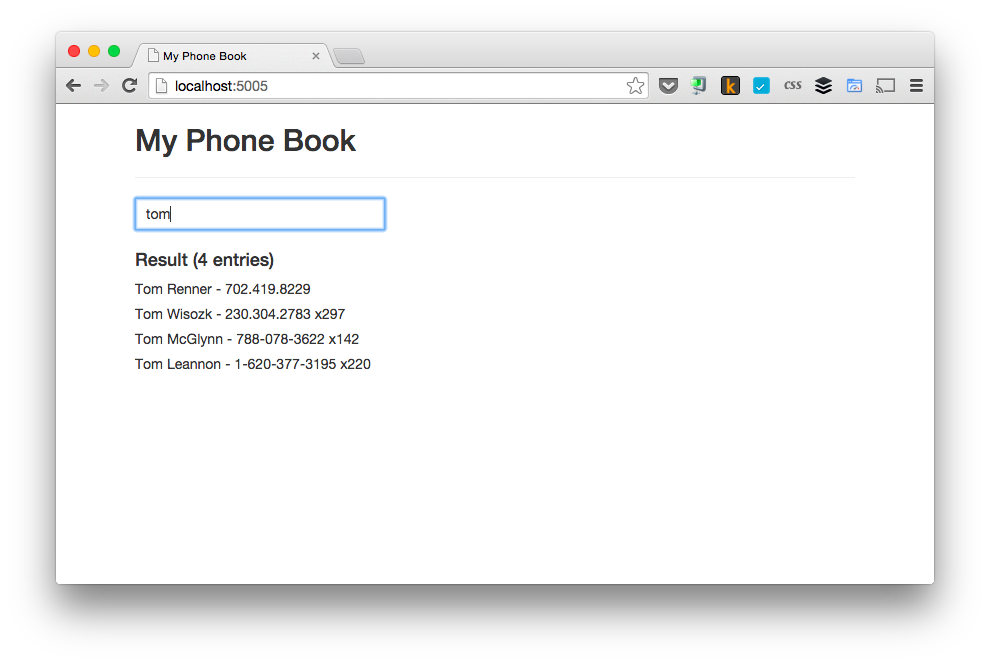 My Phone Book
localhost:5005
k
CSS
My Phone Book
tom
Result (4 entries)
Tom Renner - 702.419.8229
Tom Wisozk - 230.304.2783 x297
Tom McGlynn - 788-078-3622 x142
Tom Leannon - 1-620-377-3195 x220